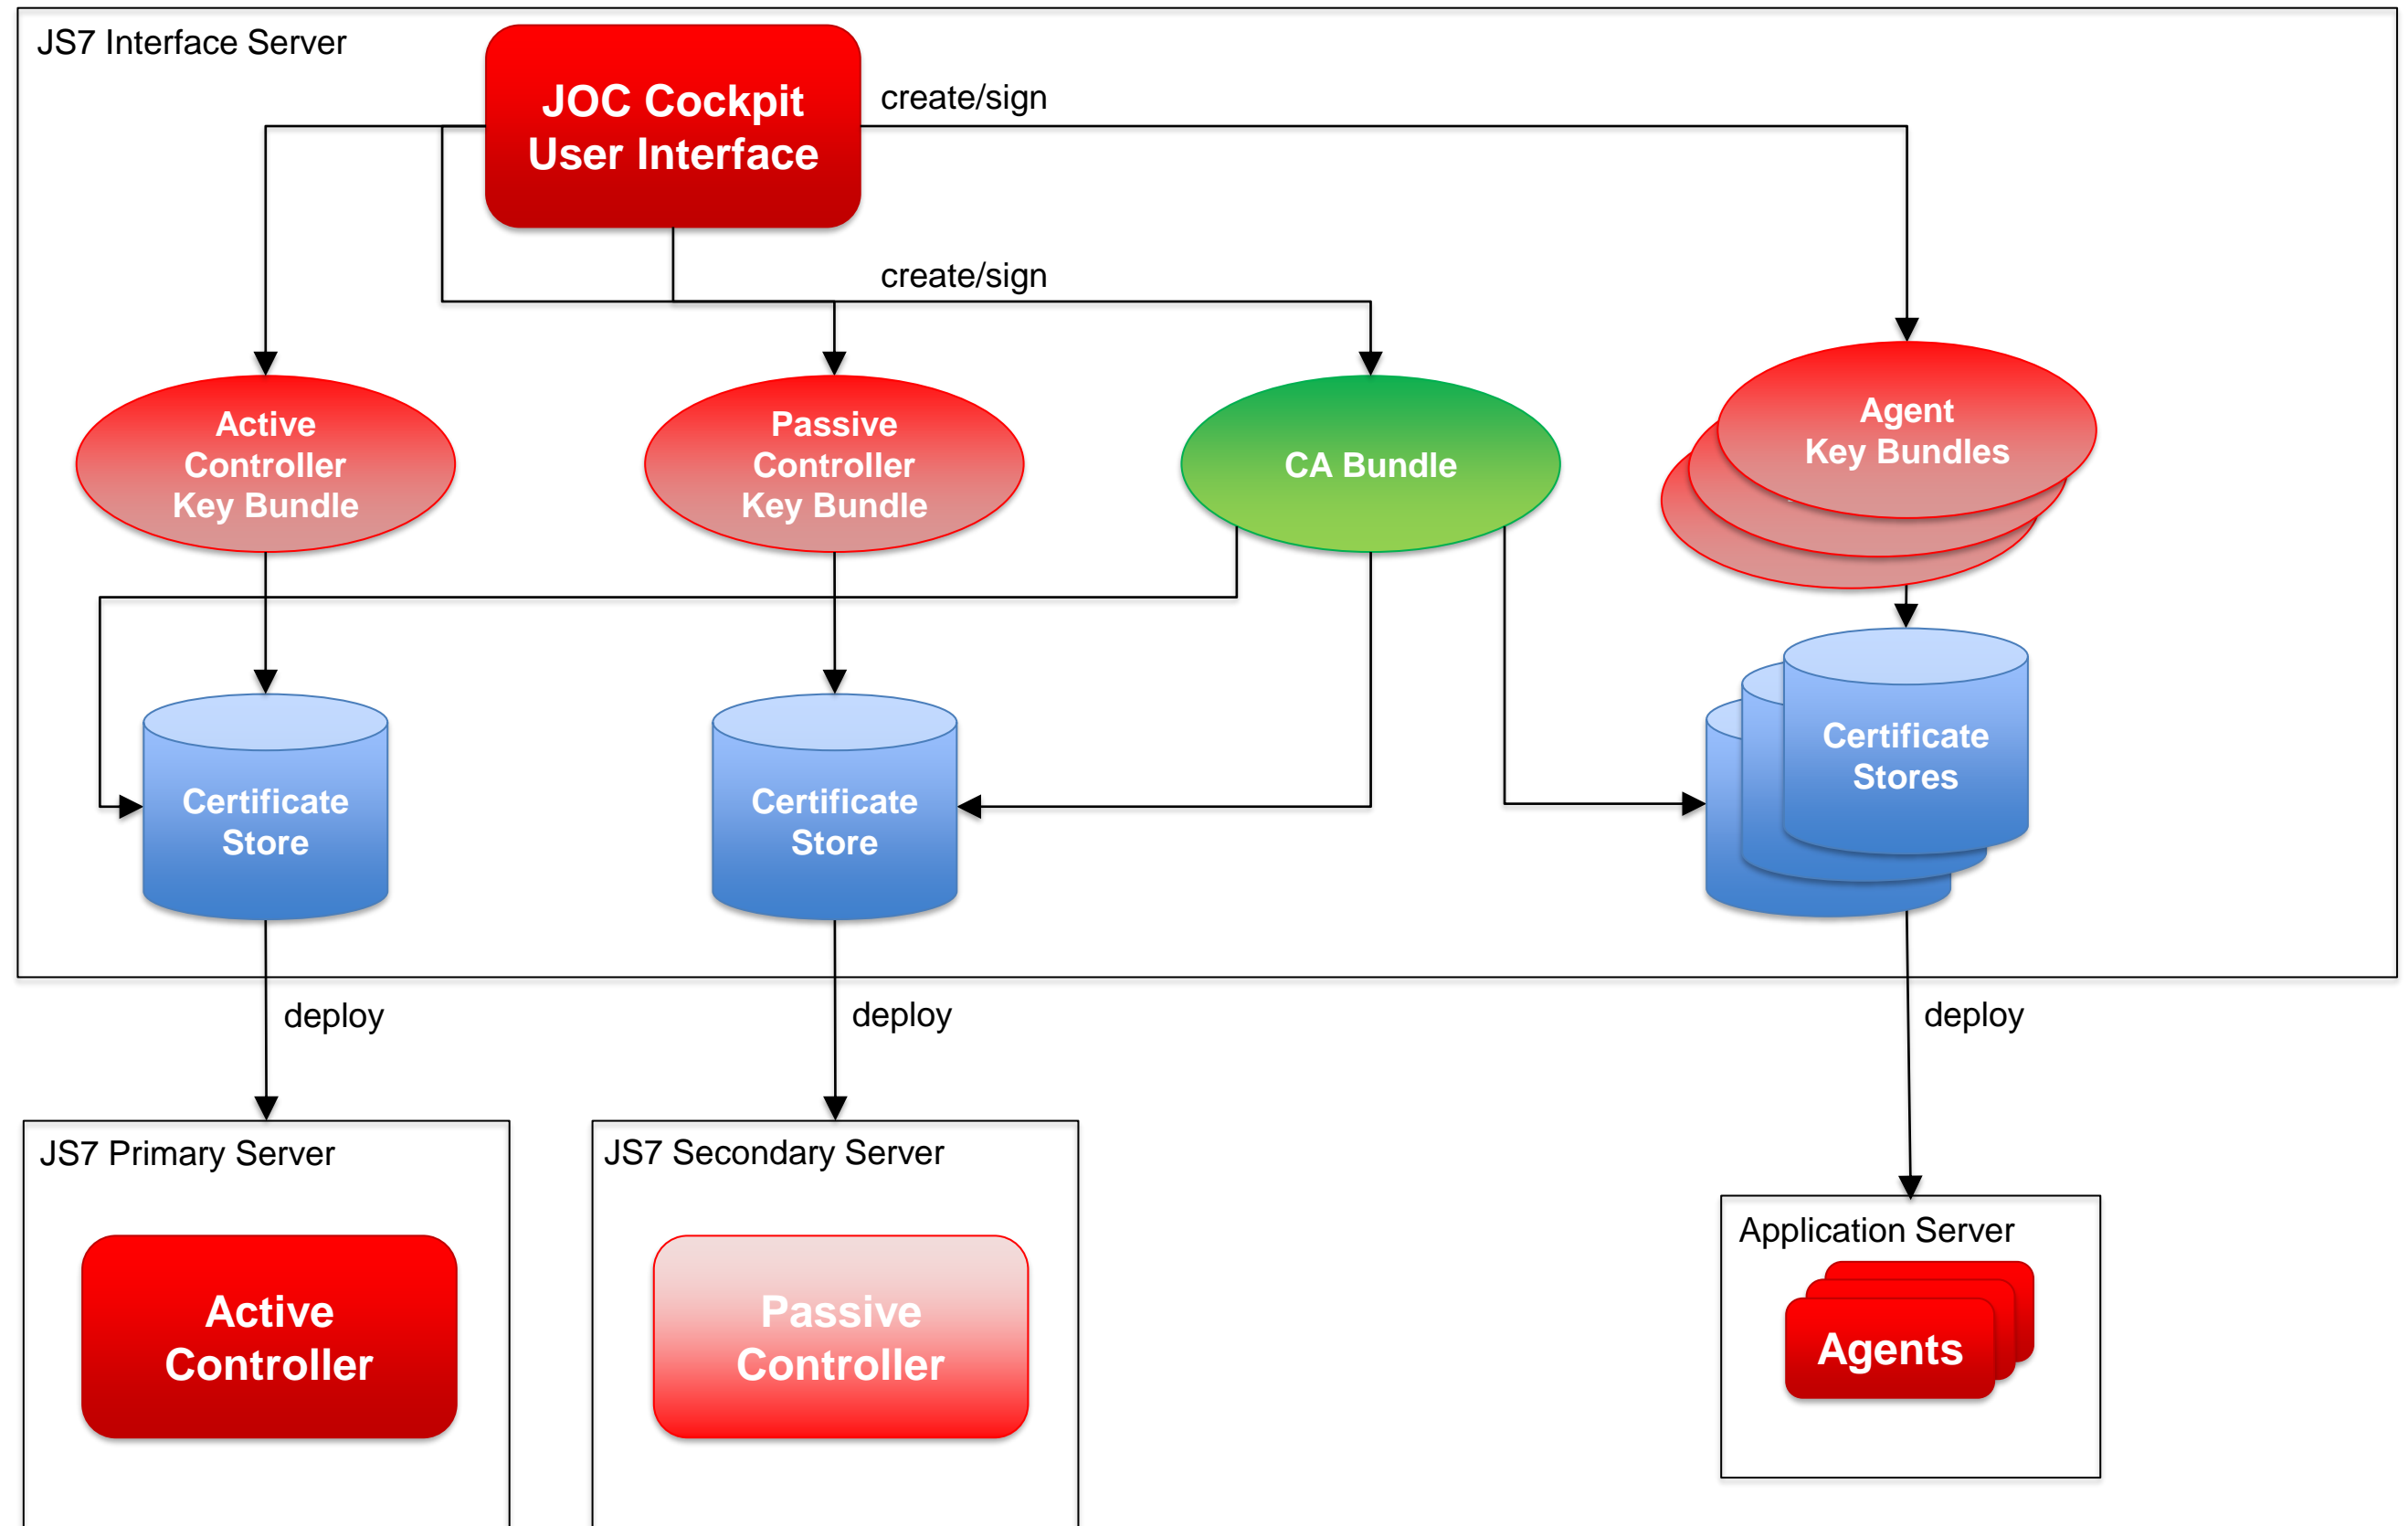 JS7 Interface Server
JOC Cockpit
User Interface
create/sign
create/sign
Active
Controller
Key Bundle
Passive
Controller
Key Bundle
CA Bundle
Agent
Key Bundles
Certificate
Store
Certificate
Store
Certificate
Stores
deploy
deploy
deploy
JS7 Primary Server
Active
Controller
JS7 Secondary Server
Passive
Controller
Application Server
Agents